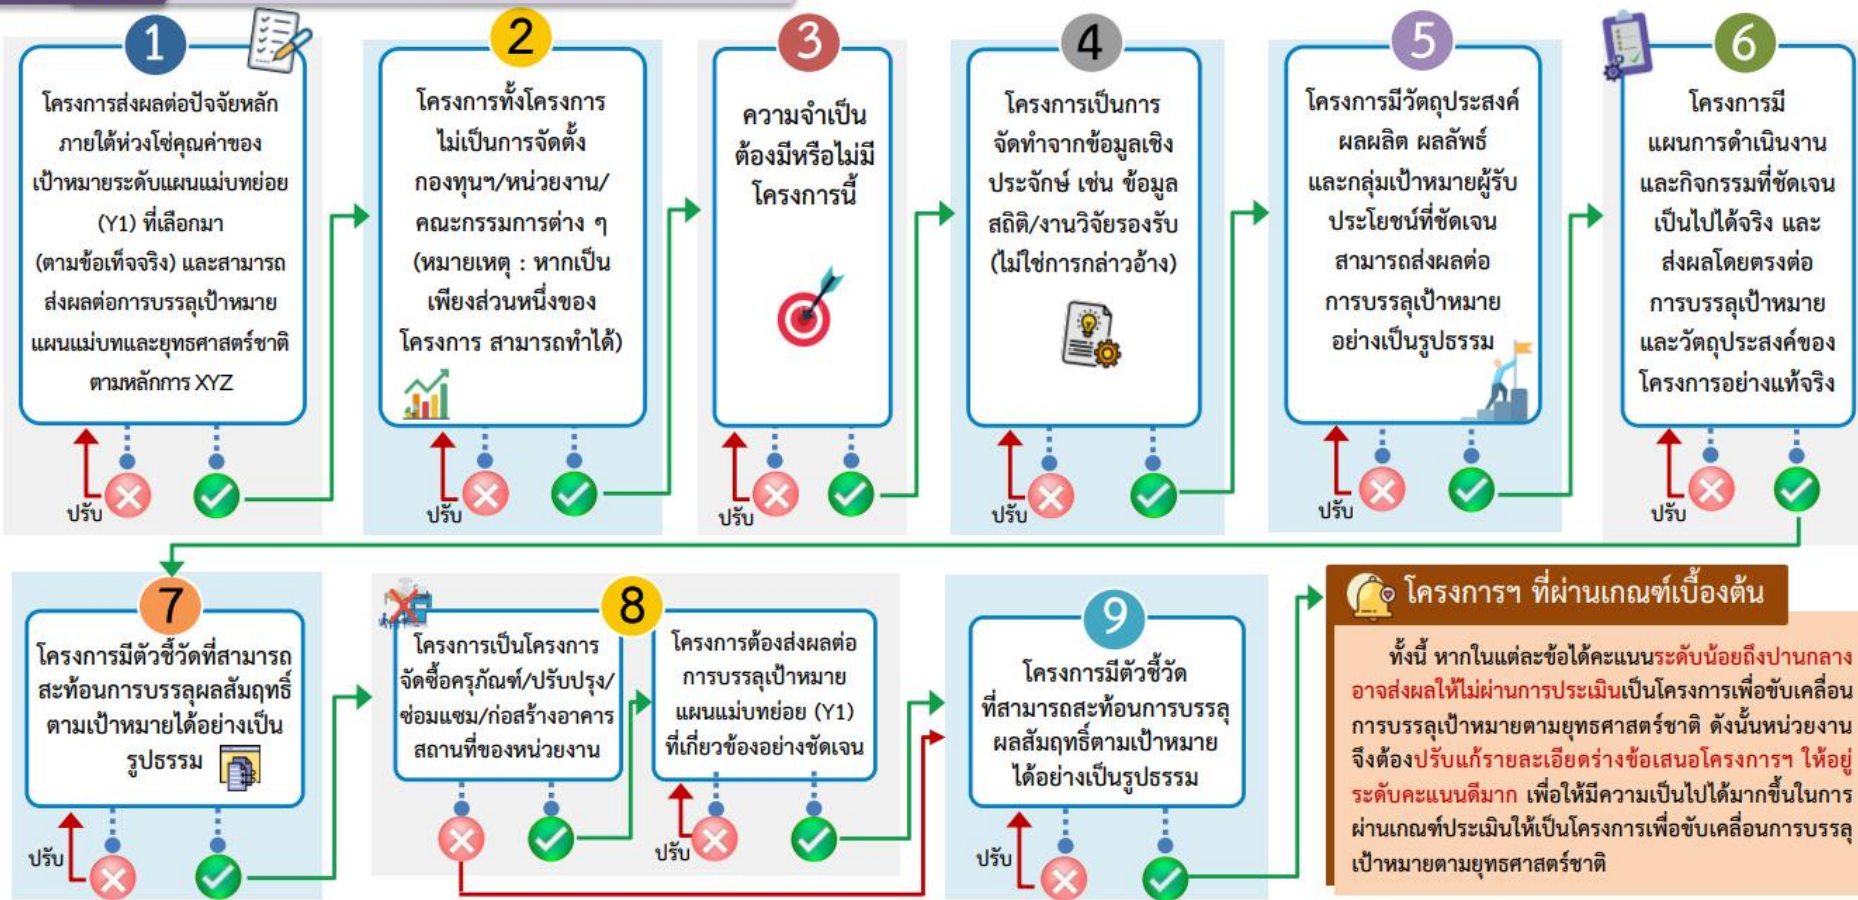 1
โครงการส่งผลต่อปัจจัยหลัก
ภายใต้ห่วงโซ่คุณค่าของ
เป้าหมายระดับแผนแม่บทย่อย
(Y1) ที่เลือกมา
(ตามข้อเท็จจริง) และสามารถ
ส่งผลต่อการบรรลุเป้าหมาย
แผนแม่บทและยุทธศาสตร์ชาติ
ตามหลักการ XYZ
ปรับ
2
โครงการทั้งโครงการ
ไม่เป็นการจัดตั้ง
กองทุนฯ/หน่วยงาน/
คณะกรรมการต่าง ๆ
(หมายเหตุ : หากเป็น
เพียงส่วนหนึ่งของ
โครงการ สามารถทำได้)
ปรับ
3
ความจำเป็น
ต้องมีหรือไม่มี
โครงการนี้
ปรับ
4
โครงการเป็นการ
จัดทำจากข้อมูลเชิง
ประจักษ์ เช่น ข้อมูล
สถิติ/งานวิจัยรองรับ
(ไม่ใช่การกล่าวอ้าง)
ปรับ
5
โครงการมีวัตถุประสงค์
ผลผลิต ผลลัพธ์
และกลุ่มเป้าหมายผู้รับ
ประโยชน์ที่ชัดเจน
สามารถส่งผลต่อ
การบรรลุเป้าหมาย
อย่างเป็นรูปธรรม
ปรับ
6
โครงการมี
แผนการดำเนินงาน
และกิจกรรมที่ชัดเจน
เป็นไปได้จริง และ
ส่งผลโดยตรงต่อ
การบรรลุเป้าหมาย
และวัตถุประสงค์ของ
โครงการอย่างแท้จริง
ปรับ
7
โครงการมีตัวชี้วัดที่สามารถ
สะท้อนการบรรลุผลสัมฤทธิ์
ตามเป้าหมายได้อย่างเป็น
รูปธรรม
ปรับ
8
โครงการเป็นโครงการ
จัดซื้อครุภัณฑ์/ปรับปรุง/
ซ่อมแซม/ก่อสร้างอาคาร
สถานที่ของหน่วยงาน
โครงการต้องส่งผลต่อ
การบรรลุเป้าหมาย
แผนแม่บทย่อย (Y1)
ที่เกี่ยวข้องอย่างชัดเจน
ปรับ
9
โครงการมีตัวชี้วัด
ที่สามารถสะท้อนการบรรลุ
ผลสัมฤทธิ์ตามเป้าหมาย
ได้อย่างเป็นรูปธรรม
ปรับ
โครงการฯ ที่ผ่านเกณฑ์เบื้องต้น
ทั้งนี้ หากในแต่ละข้อได้คะแนนระดับน้อยถึงปานกลาง
อาจส่งผลให้ไม่ผ่านการประเมินเป็นโครงการเพื่อขับเคลื่อน
การบรรลุเป้าหมายตามยุทธศาสตร์ชาติ ดังนั้นหน่วยงาน
จึงต้องปรับแก้รายละเอียดร่างข้อเสนอโครงการฯ ให้อยู่
ระดับคะแนนดีมาก เพื่อให้มีความเป็นไปได้มากขึ้นในการ
ผ่านเกณฑ์ประเมินให้เป็นโครงการเพื่อขับเคลื่อนการบรรลุ
เป้าหมายตามยุทธศาสตร์ชาติ